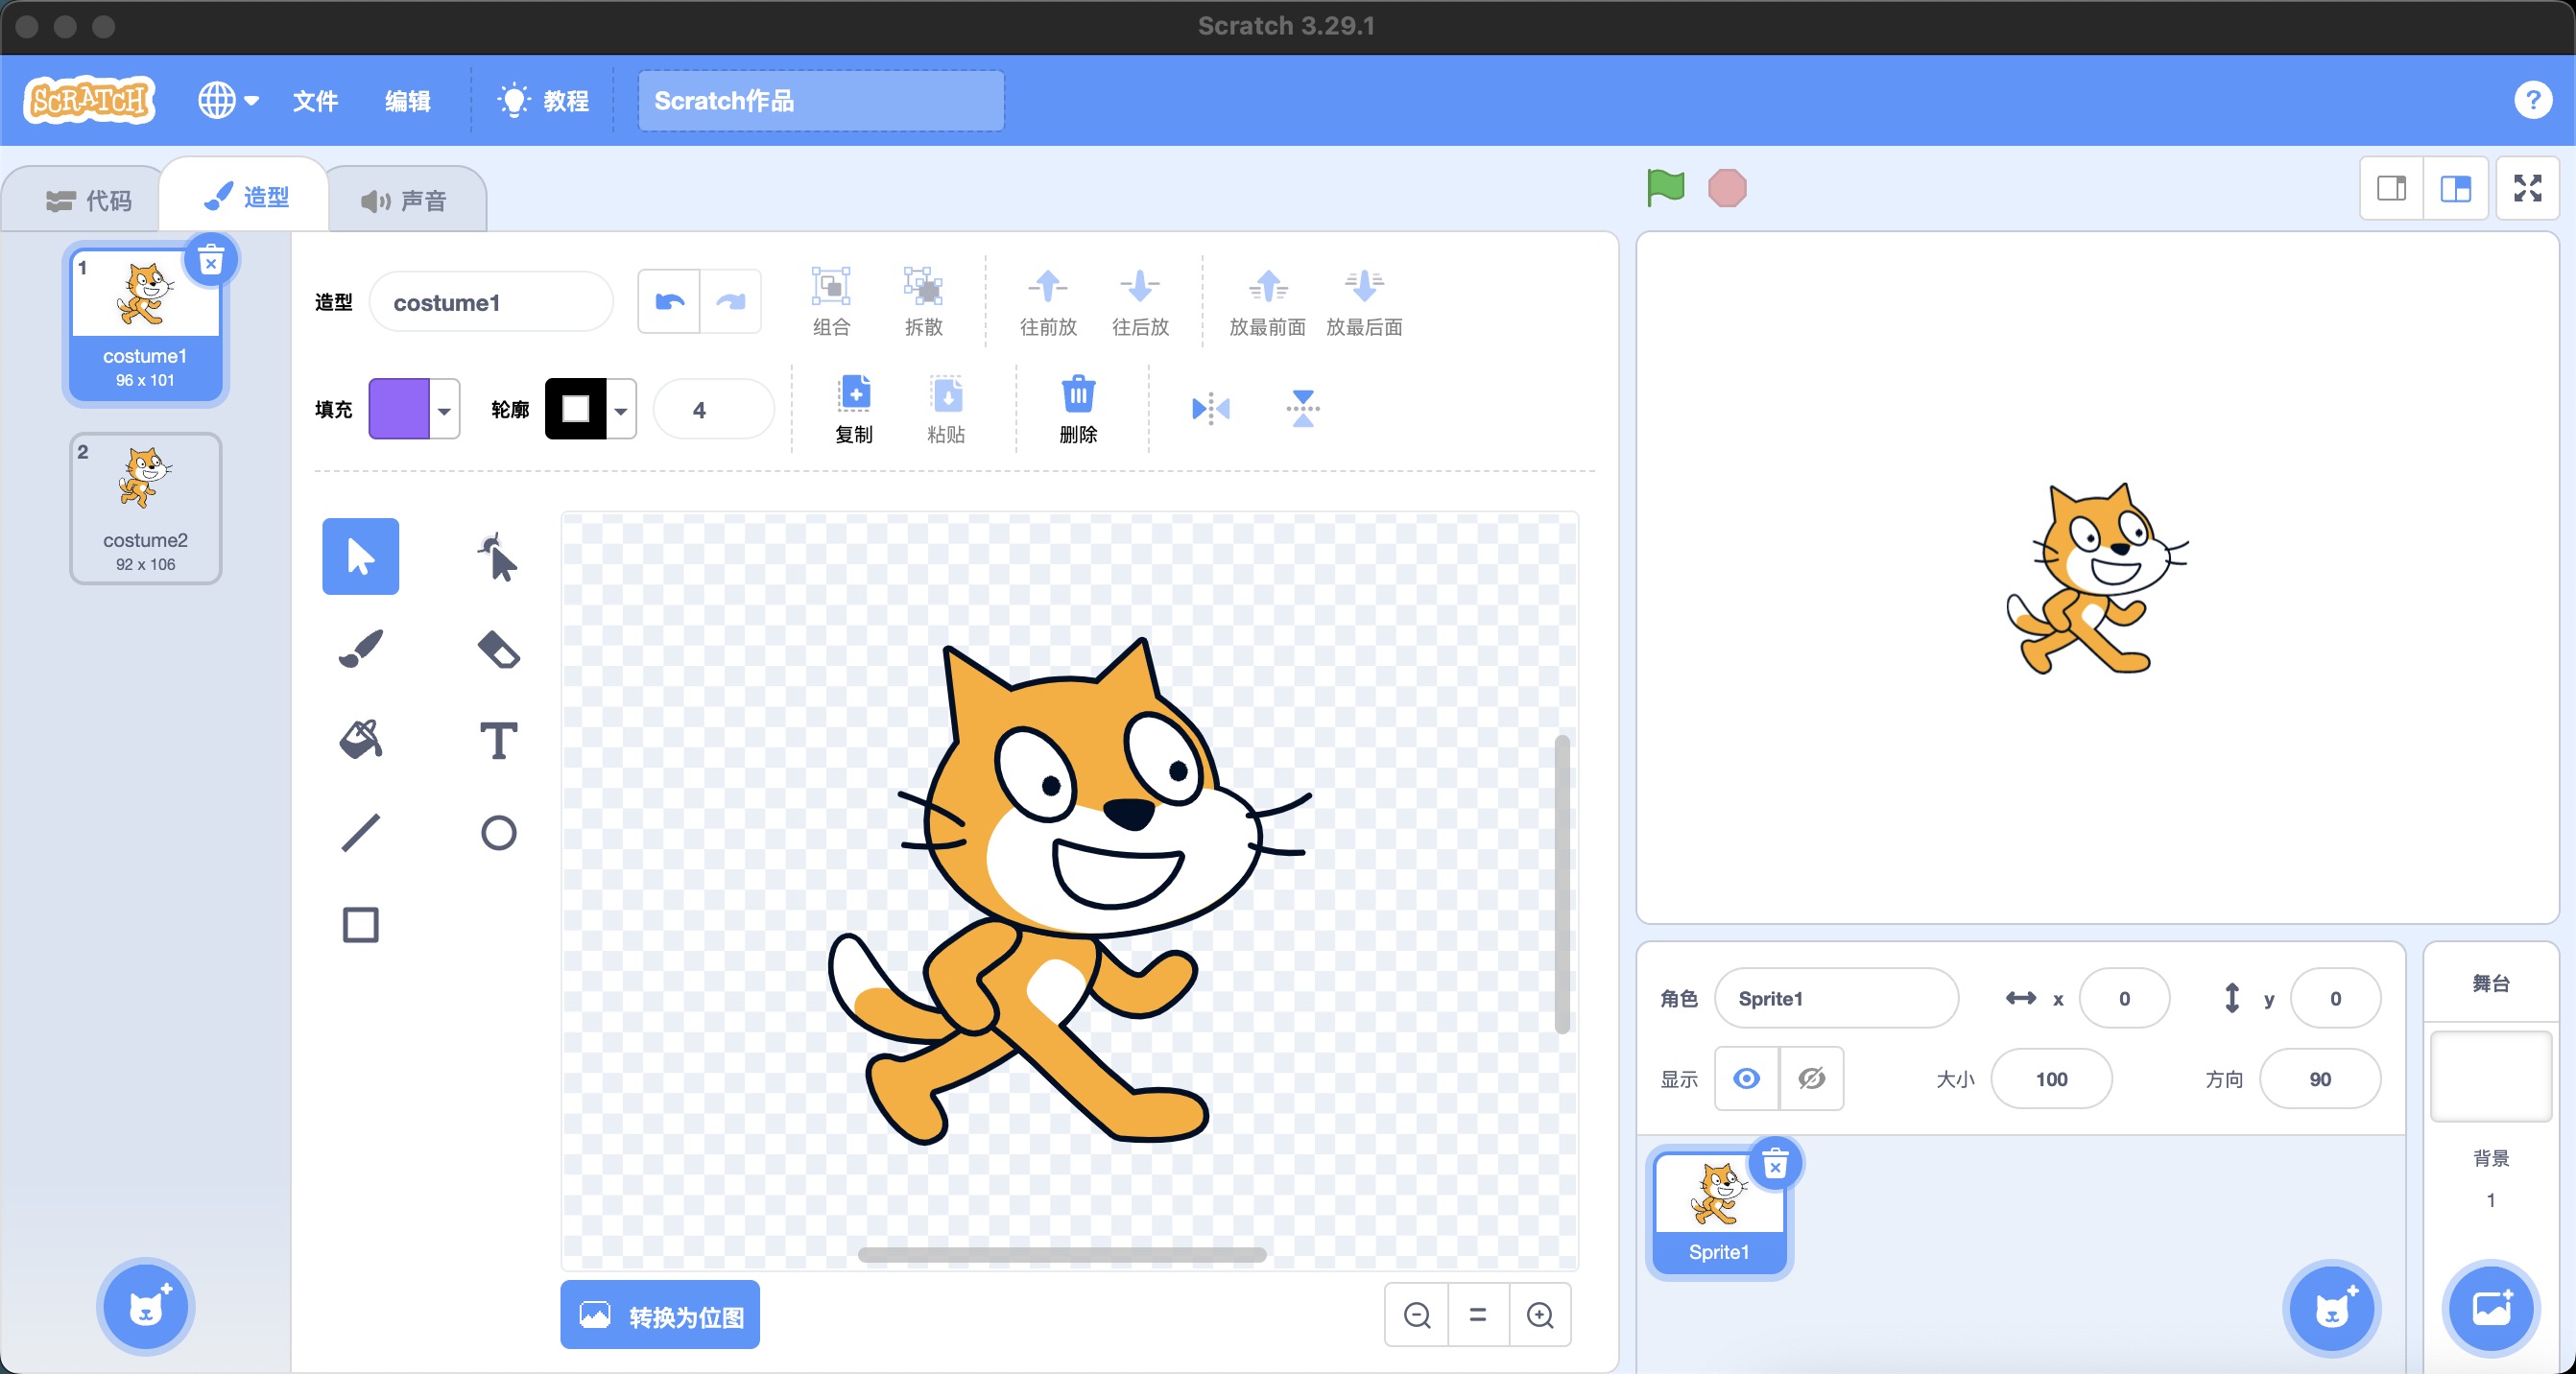 Scratch 3.29.1
SCRATCH
文件
编辑
教程
Scratch作品
?
代码
造型
声音
1
costume1
96 x 101
2
costume2
92 x 106
造型
costume1
组合
拆散
往前放
往后放
放最前面
放最后面
填充
轮廓
4
复制
粘贴
删除
T
转换为位图
角色
Sprite1
x
0
y
0
显示
大小
100
方向
90
Sprite1
舞台
背景
1